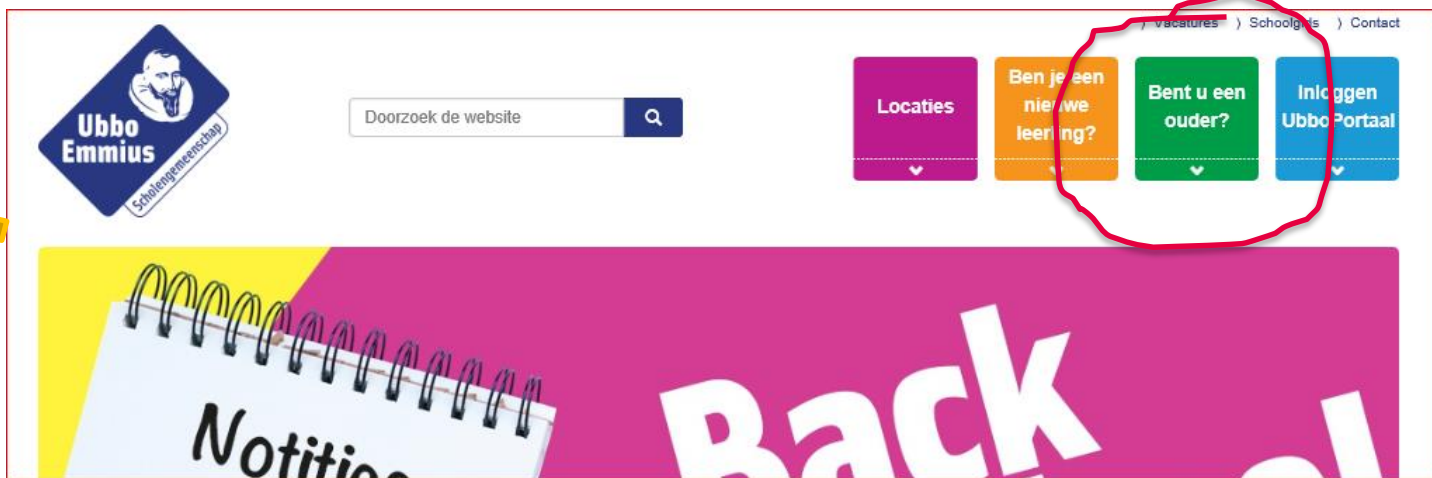 Vacatures
Schoolgids
Contact
Ubbo
Emmius
Scholengemeenschap
Doorzoek de website
Locaties
Ben je een
nieuwe
leerling?
Bent u een
ouder?
Inloggen
UbboPortaal
Notities
Back